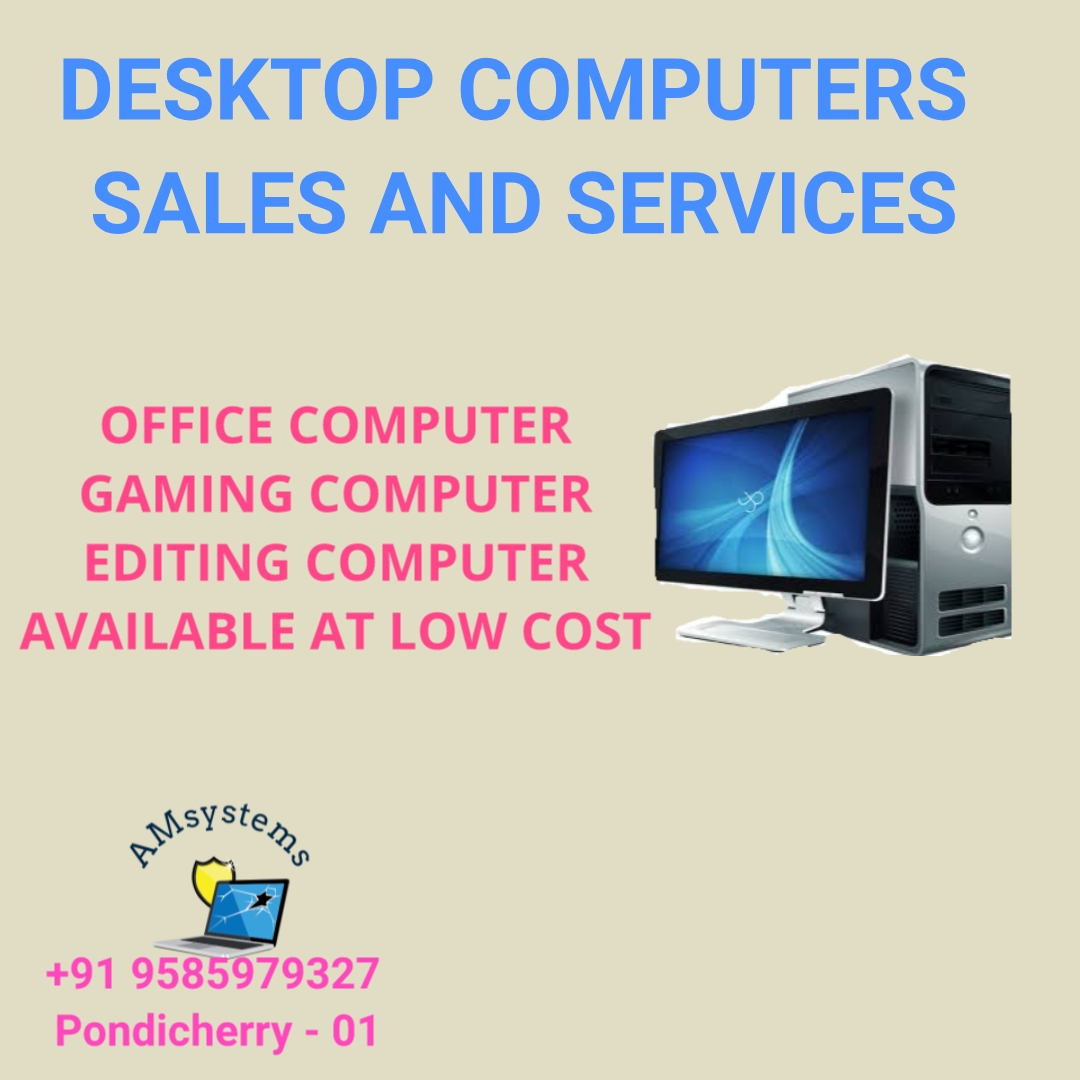 DESKTOP COMPUTERS
SALES AND SERVICES
OFFICE COMPUTER
GAMING COMPUTER
EDITING COMPUTER
AVAILABLE AT LOW COST
AMsystems
+91 9585979327
Pondicherry - 01